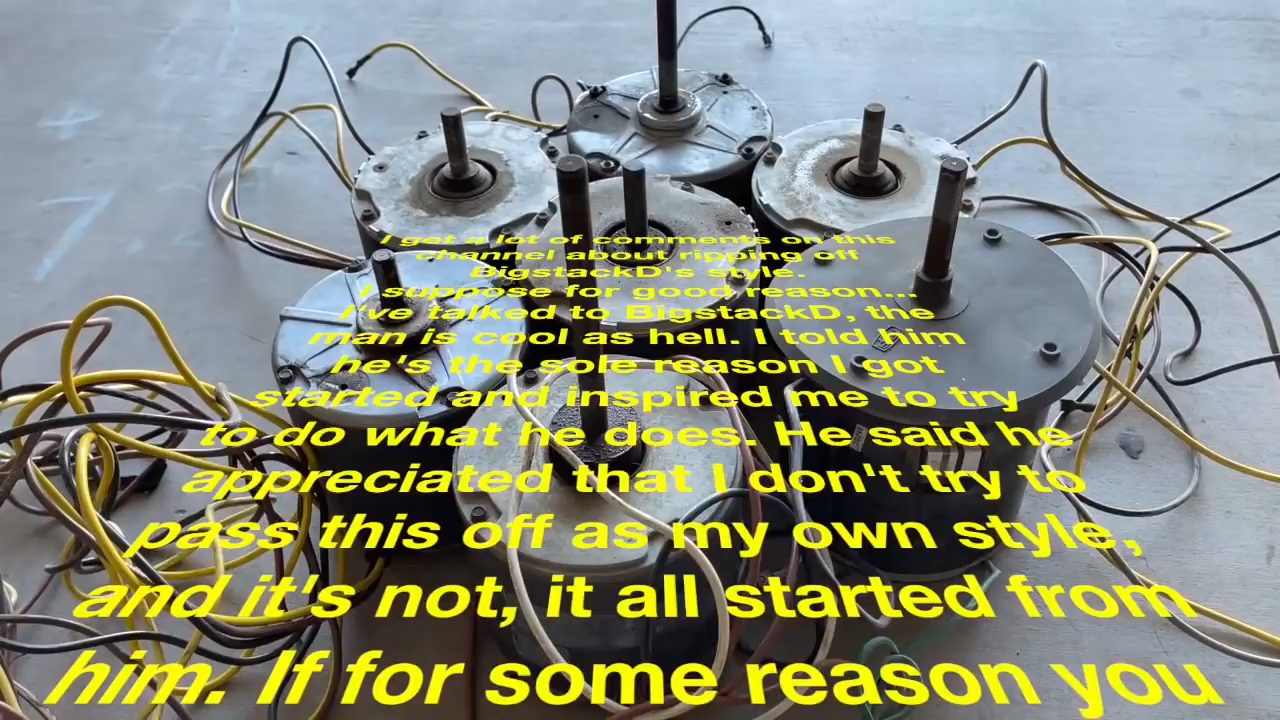 I get a lot of comments on this
channel about ripping off
BigstackD's style.
I suppose for good reason...
I've talked to BigstackD, the
man is cool as hell. I told him
he's the sole reason I got
started and inspired me to try
to do what he does. He said he
appreciated that I don't try to
pass this off as my own style,
and it's not, it all started from
him. If for some reason you